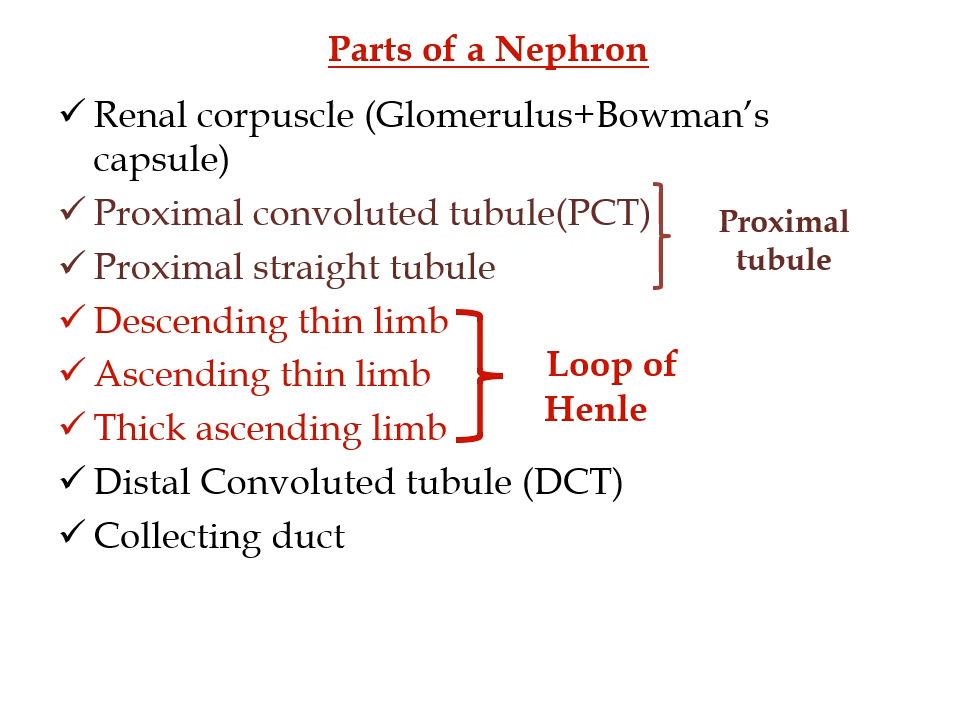 Parts of a Nephron
✓ Renal corpuscle (Glomerulus+Bowman’s
capsule)
✓ Proximal convoluted tubule(PCT)
✓ Proximal straight tubule
Proximal
tubule
✓ Descending thin limb
✓ Ascending thin limb
✓ Thick ascending limb
Loop of
Henle
✓ Distal Convoluted tubule (DCT)
✓ Collecting duct